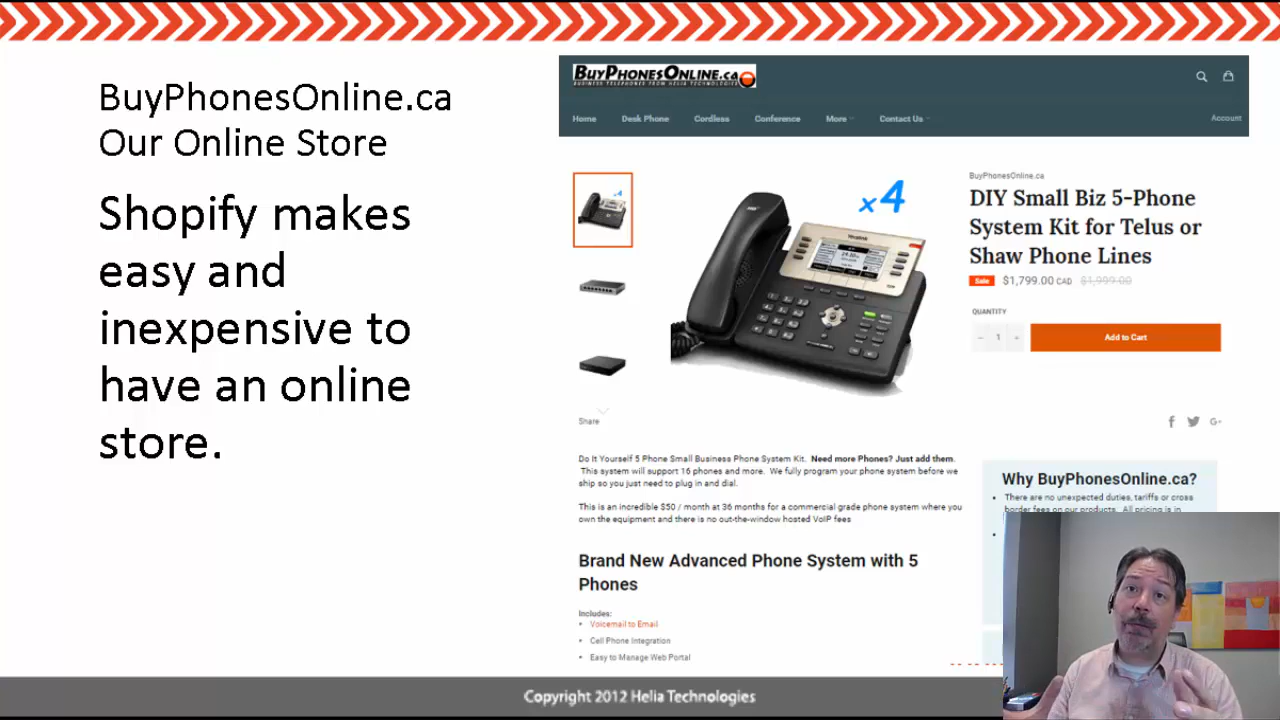 BuyPhonesOnline.ca
Our Online Store
Shopify makes
easy and
inexpensive to
have an online
store.
BUYPHONESONLINE.CA
BUSINESS TELEPHONES FROM HELIA TECHNOLOGIES
Home Desk Phone Cordless Conference More Contact Us Account
x4
BuyPhonesOnline.ca
DIY Small Biz 5-Phone
System Kit for Telus or
Shaw Phone Lines
Sale $1,799.00 CAD $1,999.00
QUANTITY
− 1 + Add to Cart
Share
Do It Yourself 5 Phone Small Business Phone System Kit. Need more Phones? Just add them.
This system will support 16 phones and more. We fully program your phone system before we
ship so you just need to plug in and dial.
This is an incredible $50 / month at 36 months for a commercial grade phone system where you
own the equipment and there is no out-the-window hosted VoIP fees
Brand New Advanced Phone System with 5
Phones
Includes:
• Voicemail to Email
• Cell Phone Integration
• Easy to Manage Web Portal
Why BuyPhonesOnline.ca?
• There are no unexpected duties, tariffs or cross
border fees on our products. All pricing is in
Copyright 2012 Helia Technologies